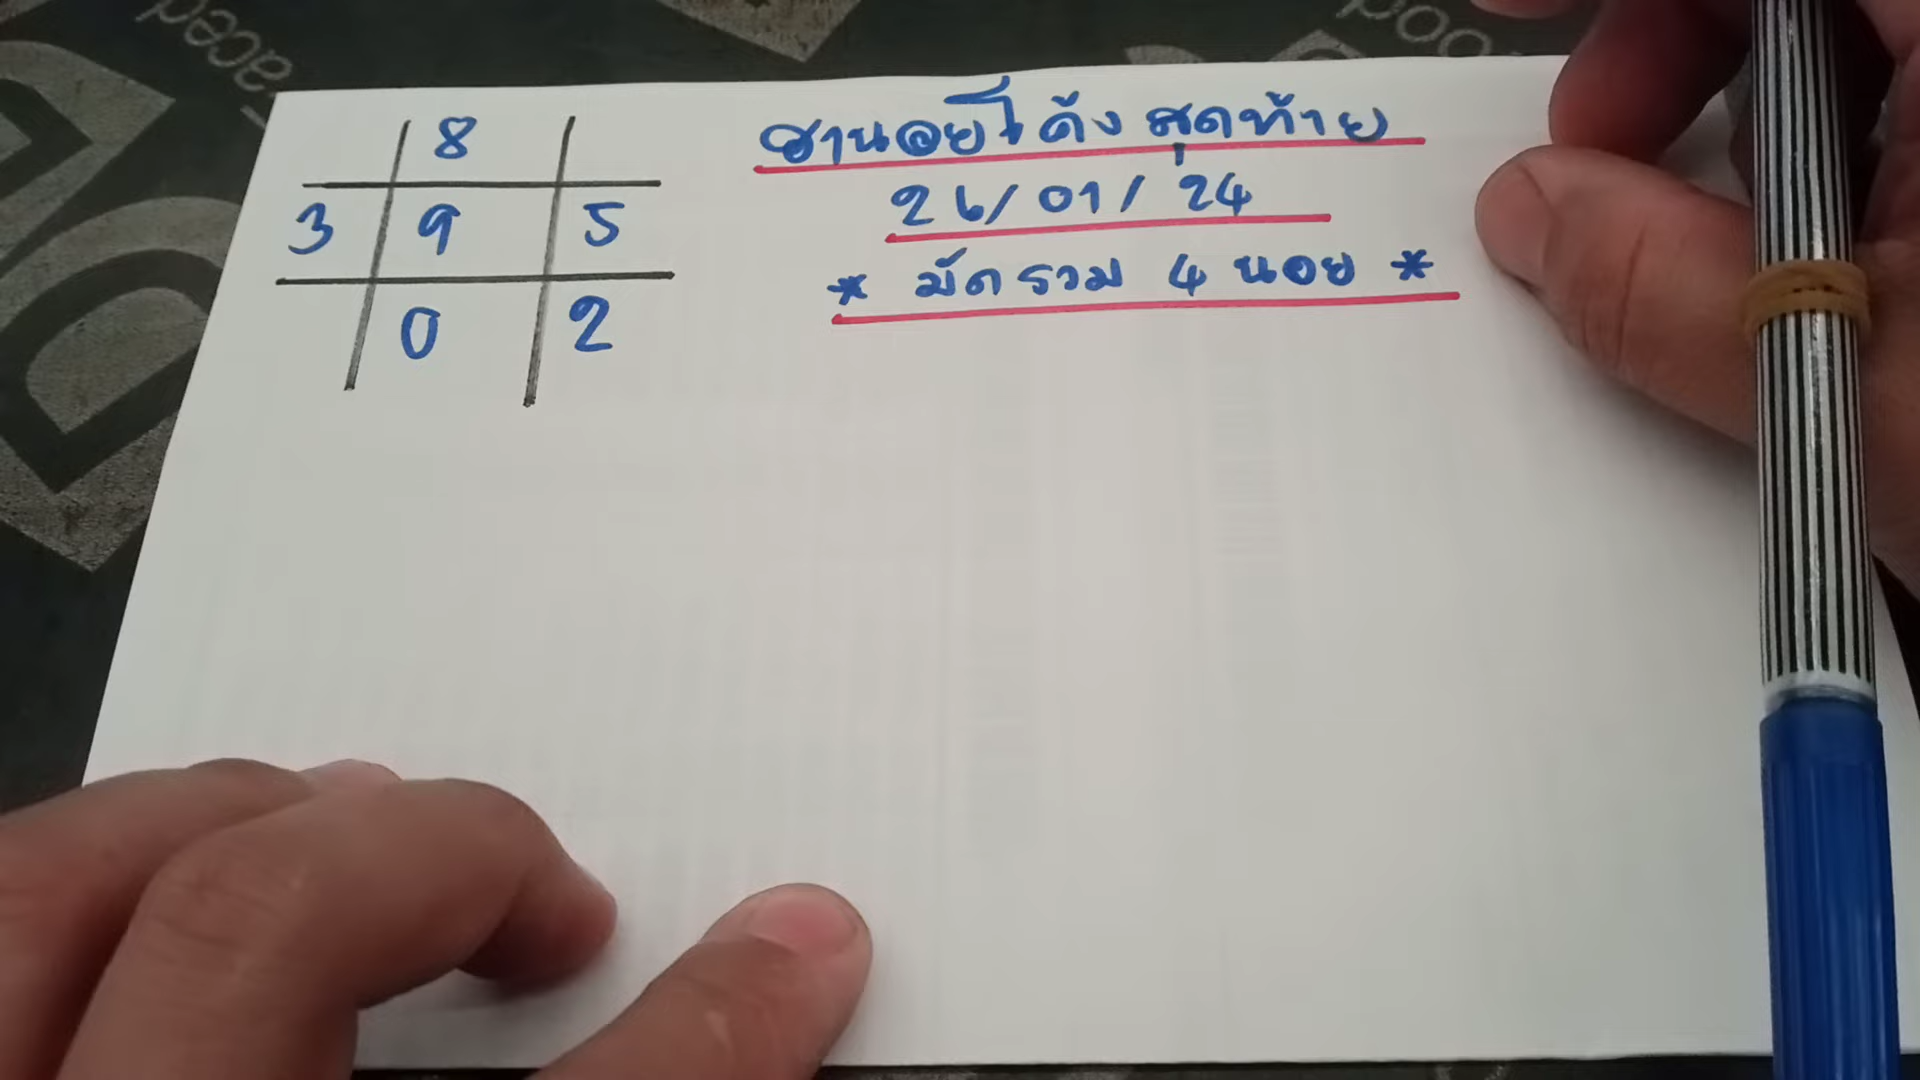 8
3 9 5
0 2
ฮานอยโค้งสุดท้าย
26/01/24
* มัดรวม 4 นอย *